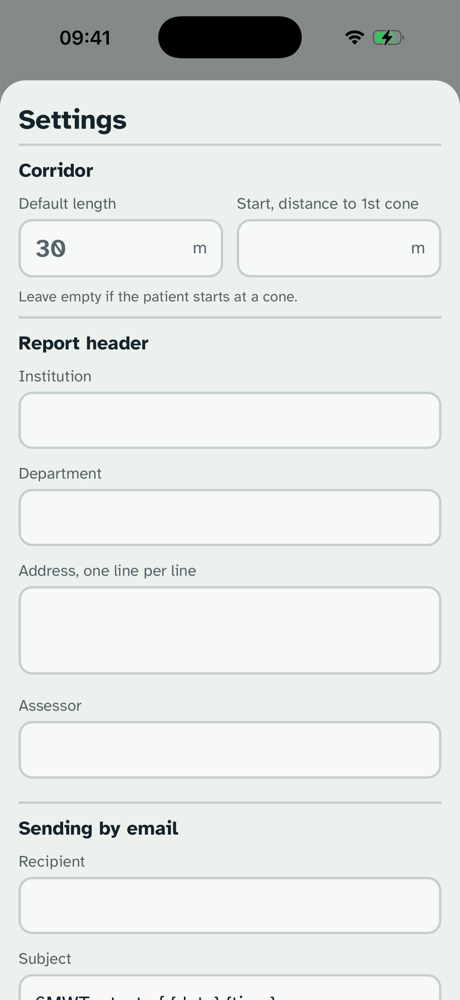 09:41
Settings
Corridor
Default length
Start, distance to 1st cone
30 m
m
Leave empty if the patient starts at a cone.
Report header
Institution
Department
Address, one line per line
Assessor
Sending by email
Recipient
Subject